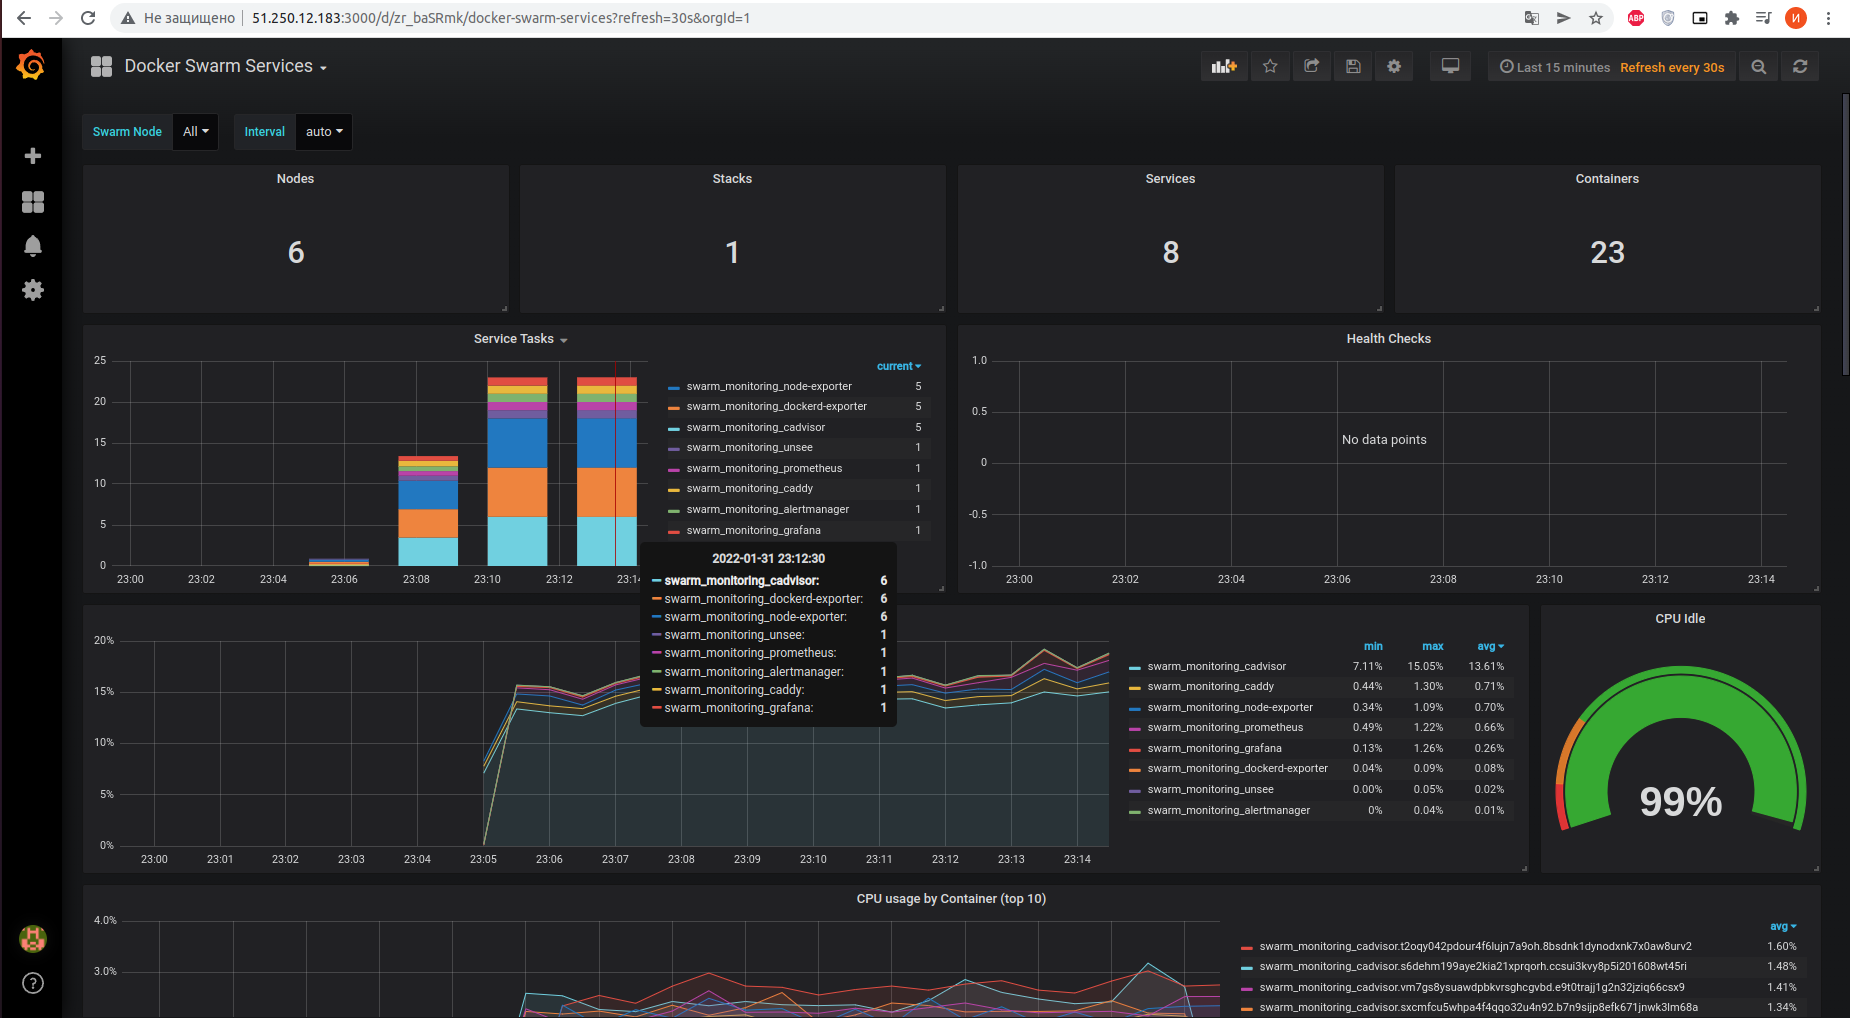 Не защищено 51.250.12.183:3000/d/zr_baSRmk/docker-swarm-services?refresh=30s&orgId=1
ABP
И
Docker Swarm Services
Last 15 minutes Refresh every 30s
Swarm Node All Interval auto
Nodes
6
Stacks
1
Services
8
Containers
23
Service Tasks
25
20
15
10
5
0
23:00 23:02 23:04 23:06 23:08 23:10 23:12 23:14
current
swarm_monitoring_node-exporter 5
swarm_monitoring_dockerd-exporter 5
swarm_monitoring_cadvisor 5
swarm_monitoring_unsee 1
swarm_monitoring_prometheus 1
swarm_monitoring_caddy 1
swarm_monitoring_alertmanager 1
swarm_monitoring_grafana 1
Health Checks
1.0
0.5
0
-0.5
-1.0
No data points
23:00 23:02 23:04 23:06 23:08 23:10 23:12 23:14
2022-01-31 23:12:30
swarm_monitoring_cadvisor: 6
swarm_monitoring_dockerd-exporter: 6
swarm_monitoring_node-exporter: 6
swarm_monitoring_unsee: 1
swarm_monitoring_prometheus: 1
swarm_monitoring_alertmanager: 1
swarm_monitoring_caddy: 1
swarm_monitoring_grafana: 1
20%
15%
10%
5%
0%
23:00 23:01 23:02 23:03 23:04 23:05 23:06 23:07 23:08 23:09 23:10 23:11 23:12 23:13 23:14
min max avg
swarm_monitoring_cadvisor 7.11% 15.05% 13.61%
swarm_monitoring_caddy 0.44% 1.30% 0.71%
swarm_monitoring_node-exporter 0.34% 1.09% 0.70%
swarm_monitoring_prometheus 0.49% 1.22% 0.66%
swarm_monitoring_grafana 0.13% 1.26% 0.26%
swarm_monitoring_dockerd-exporter 0.04% 0.09% 0.08%
swarm_monitoring_unsee 0.00% 0.05% 0.02%
swarm_monitoring_alertmanager 0% 0.04% 0.01%
CPU Idle
99%
CPU usage by Container (top 10)
4.0%
3.0%
avg
swarm_monitoring_cadvisor.t2oqy042pdour4f6lujn7a9oh.8bsdnk1dynodxnk7x0aw8urv2 1.60%
swarm_monitoring_cadvisor.s6dehm199aye2kia21xprqorh.ccsui3kvy8p5i201608wt45ri 1.48%
swarm_monitoring_cadvisor.vm7gs8ysuawdpbkvrsghcgvbd.e9t0trajj1g2n32jziq66csx9 1.41%
swarm_monitoring_cadvisor.sxcmfcu5whpa4f4qqo32u4n92.b7n9sijp8efk671jnwk3lm68a 1.34%